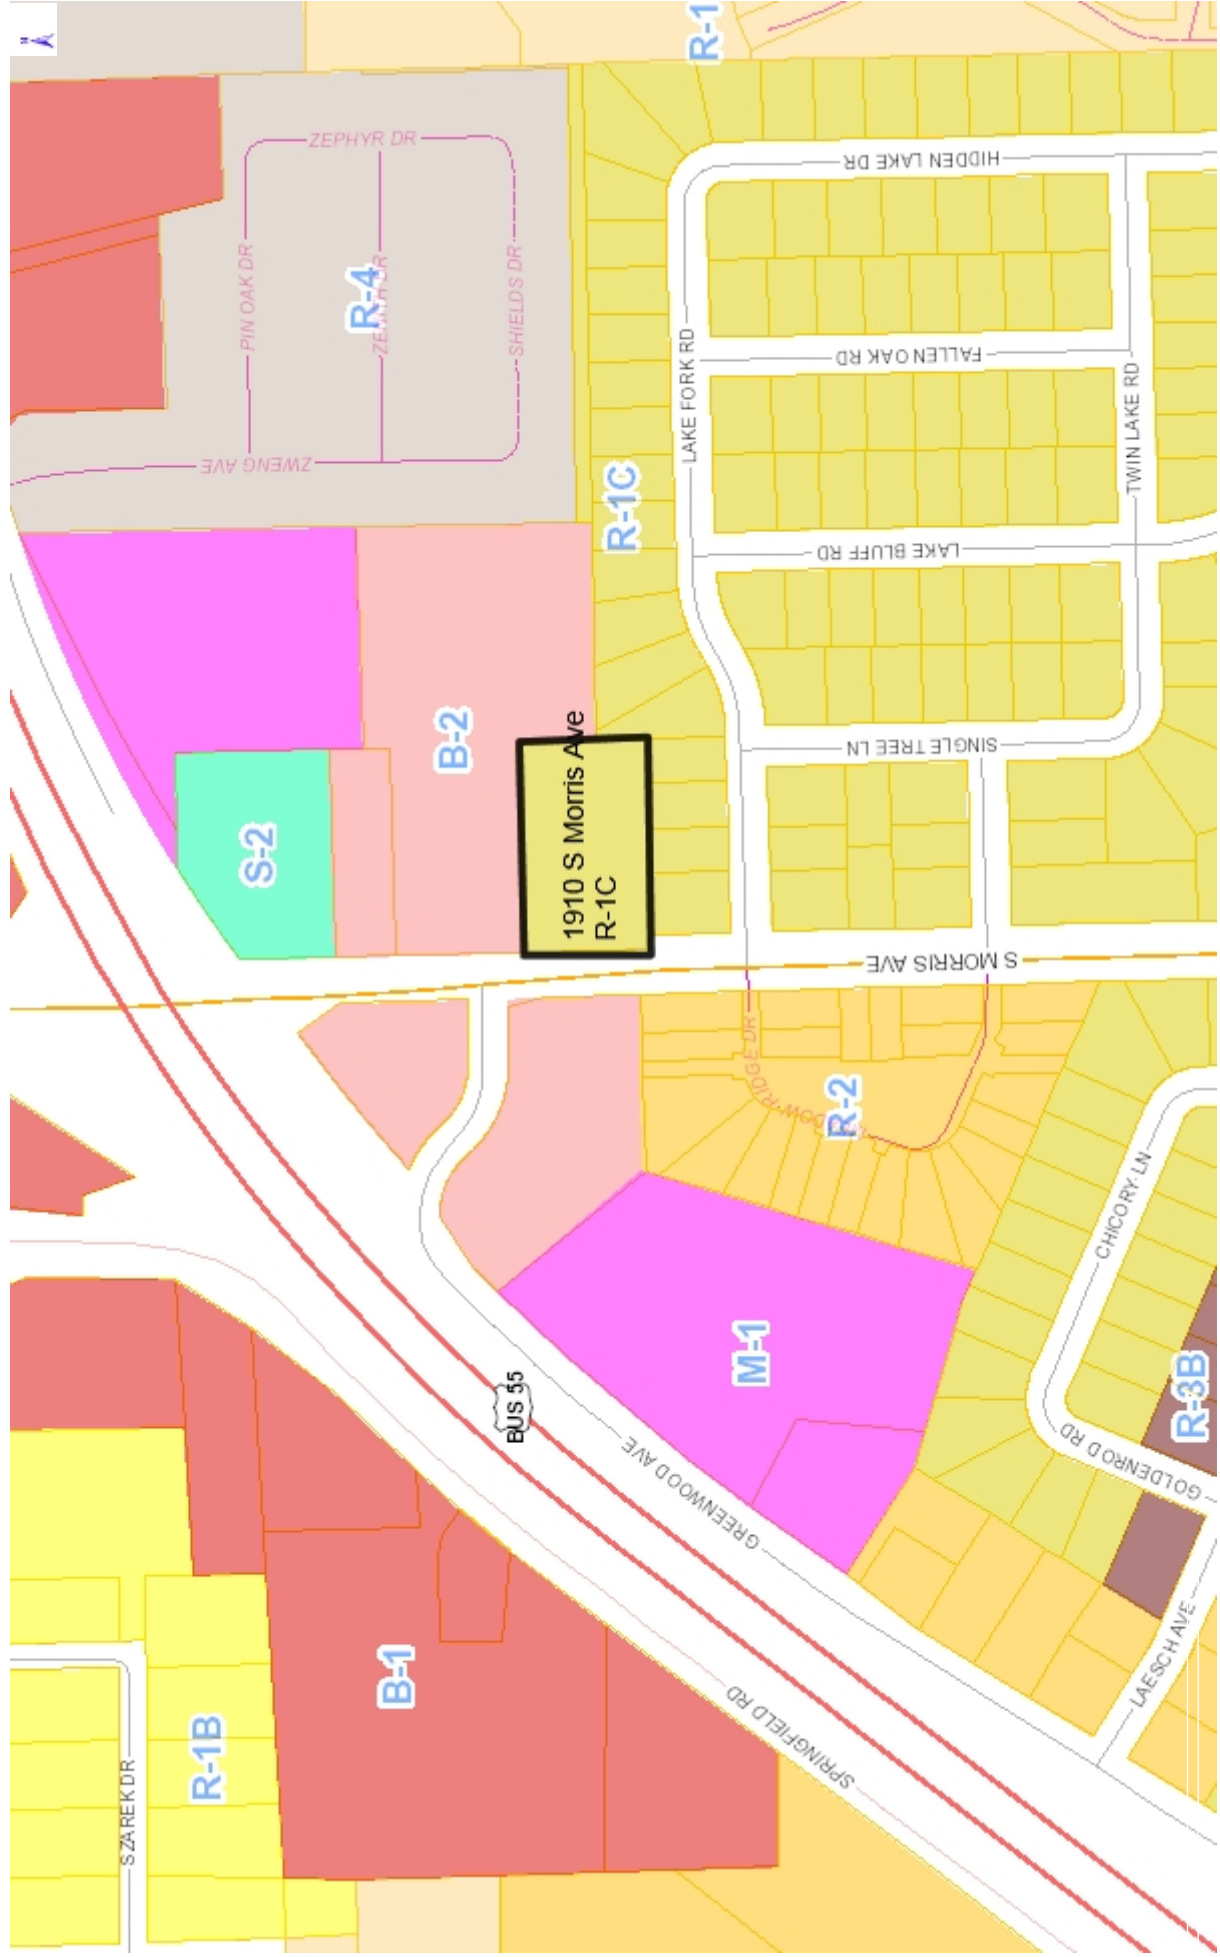 R-1
ZEPHYR DR
HIDDEN LAKE DR
PIN OAK DR
R-4
SHIELDS DR
LAKE FORK RD
FALLEN OAK RD
TWIN LAKE RD
ZWENG AVE
R-1C
LAKE BLUFF RD
B-2
SINGLE TREE LN
S-2
1910 S Morris Ave
R-1C
S MORRIS AVE
R-2
CHICORY LN
M-1
R-3B
BUS 55
GREENWOOD AVE
GOLDENROD RD
LAESCH AVE
B-1
SPRINGFIELD RD
R-1B
S ZAREK DR